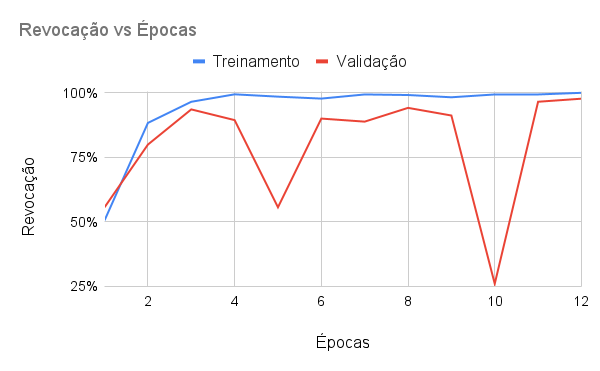 Revocação vs Épocas
Treinamento
Validação
Revocação
100%
75%
50%
25%
2
4
6
8
10
12
Épocas